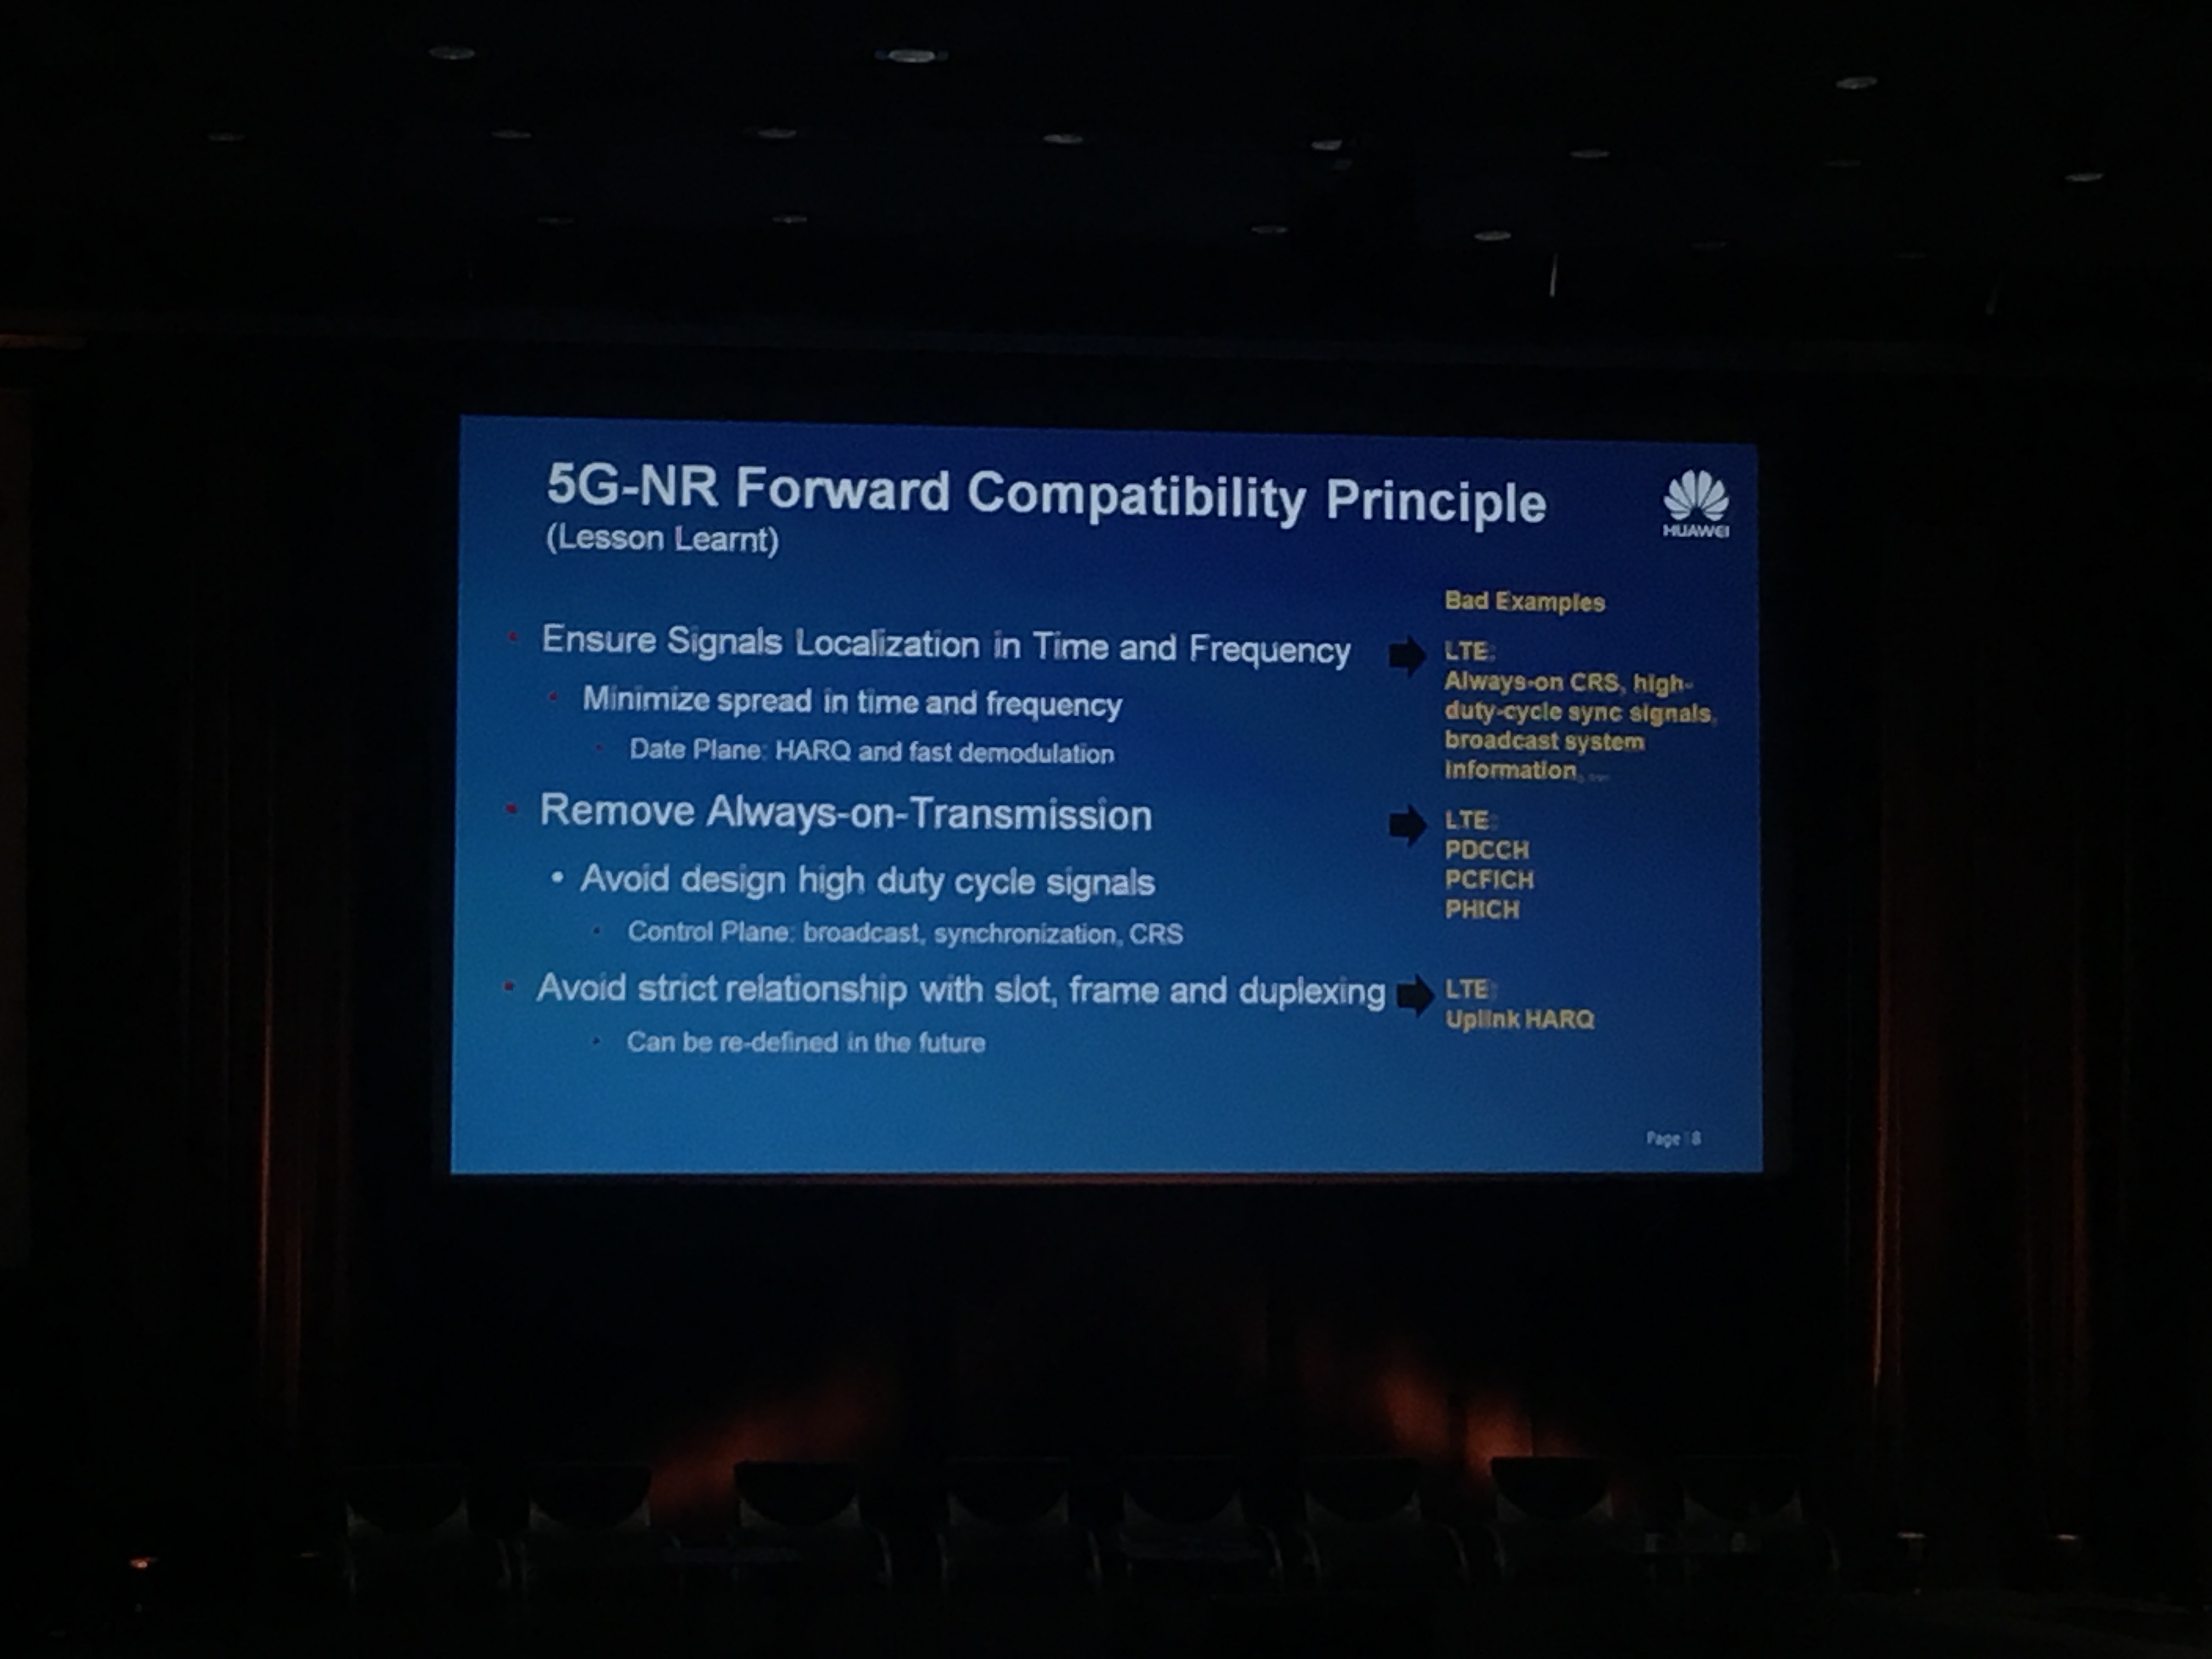 5G-NR Forward Compatibility Principle
(Lesson Learnt)
HUAWEI
Bad Examples
• Ensure Signals Localization in Time and Frequency
• Minimize spread in time and frequency
• Date Plane: HARQ and fast demodulation
LTE:
Always-on CRS, high-
duty-cycle sync signals,
broadcast system
information, ...
• Remove Always-on-Transmission
• Avoid design high duty cycle signals
• Control Plane: broadcast, synchronization, CRS
LTE:
PDCCH
PCFICH
PHICH
• Avoid strict relationship with slot, frame and duplexing
• Can be re-defined in the future
LTE:
Uplink HARQ
Page 8